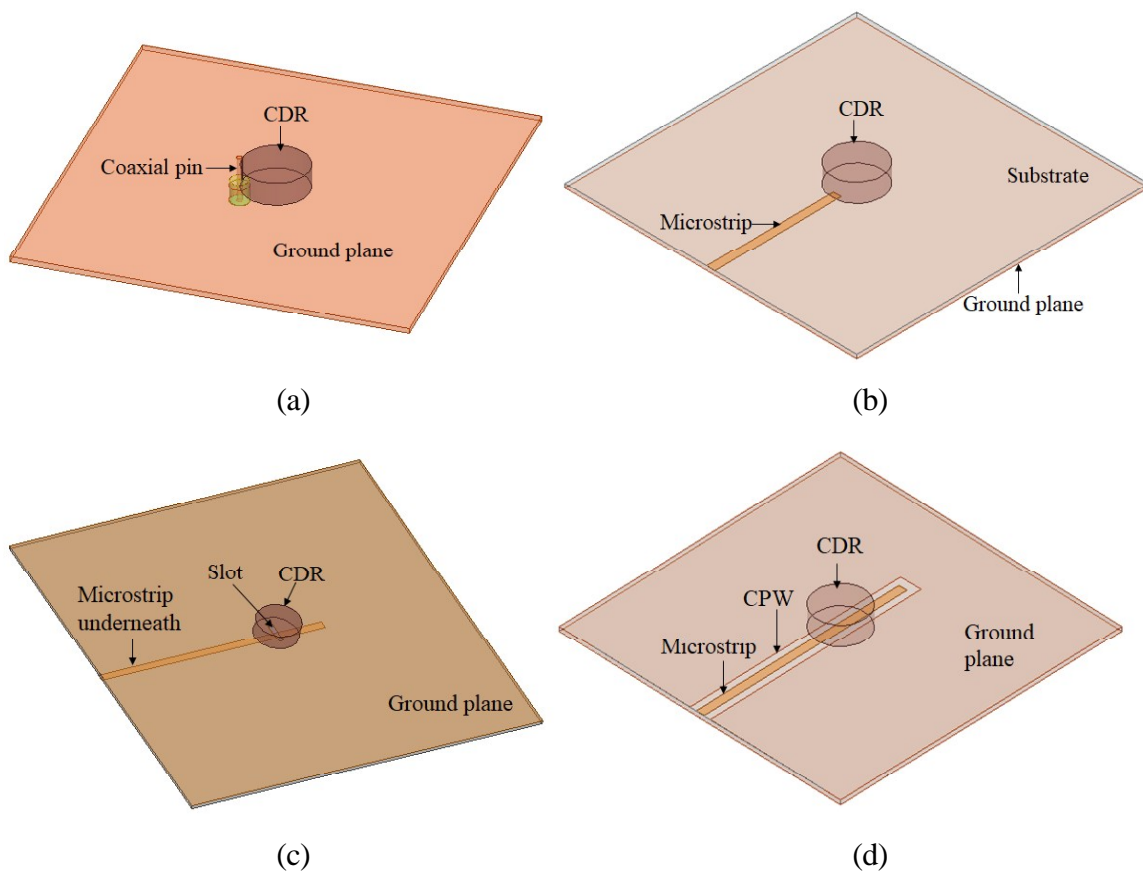 CDR
Coaxial pin
Ground plane
(a)
CDR
Substrate
Microstrip
Ground plane
(b)
Slot
CDR
Microstrip
underneath
Ground plane
(c)
CDR
CPW
Microstrip
Ground
plane
(d)